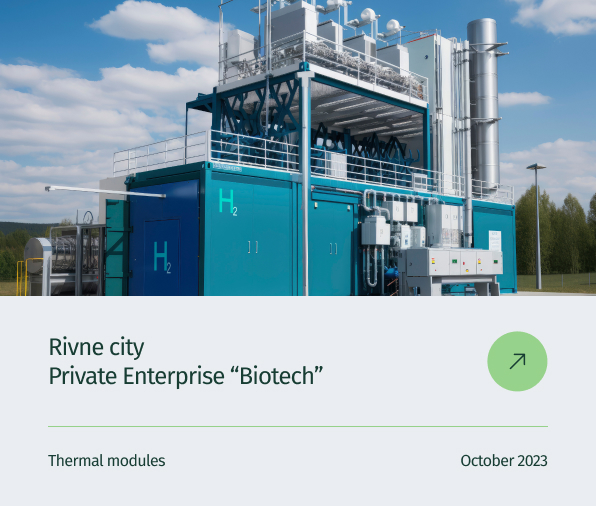 H2
H2
Rivne city
Private Enterprise “Biotech”
Thermal modules
October 2023